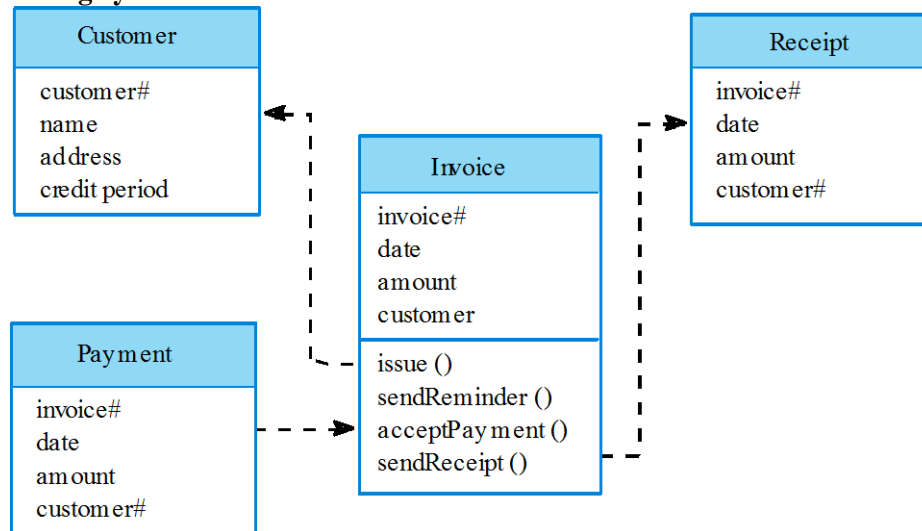 Customer
customer#
name
address
credit period
Receipt
invoice#
date
amount
customer#
Invoice
invoice#
date
amount
customer
issue ()
sendReminder ()
acceptPayment ()
sendReceipt ()
Payment
invoice#
date
amount
customer#